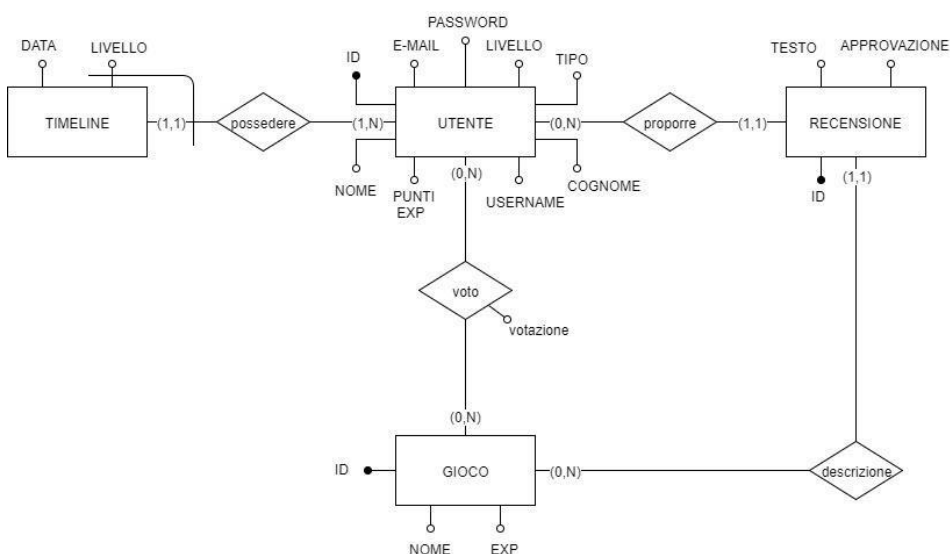 PASSWORD
DATA
LIVELLO
ID
E-MAIL
LIVELLO
TIPO
TESTO
APPROVAZIONE
TIMELINE
(1,1)
possedere
(1,N)
UTENTE
(0,N)
proporre
(1,1)
RECENSIONE
NOME
PUNTI
EXP
(0,N)
USERNAME
COGNOME
ID
(1,1)
voto
votazione
(0,N)
ID
GIOCO
(0,N)
descrizione
NOME
EXP